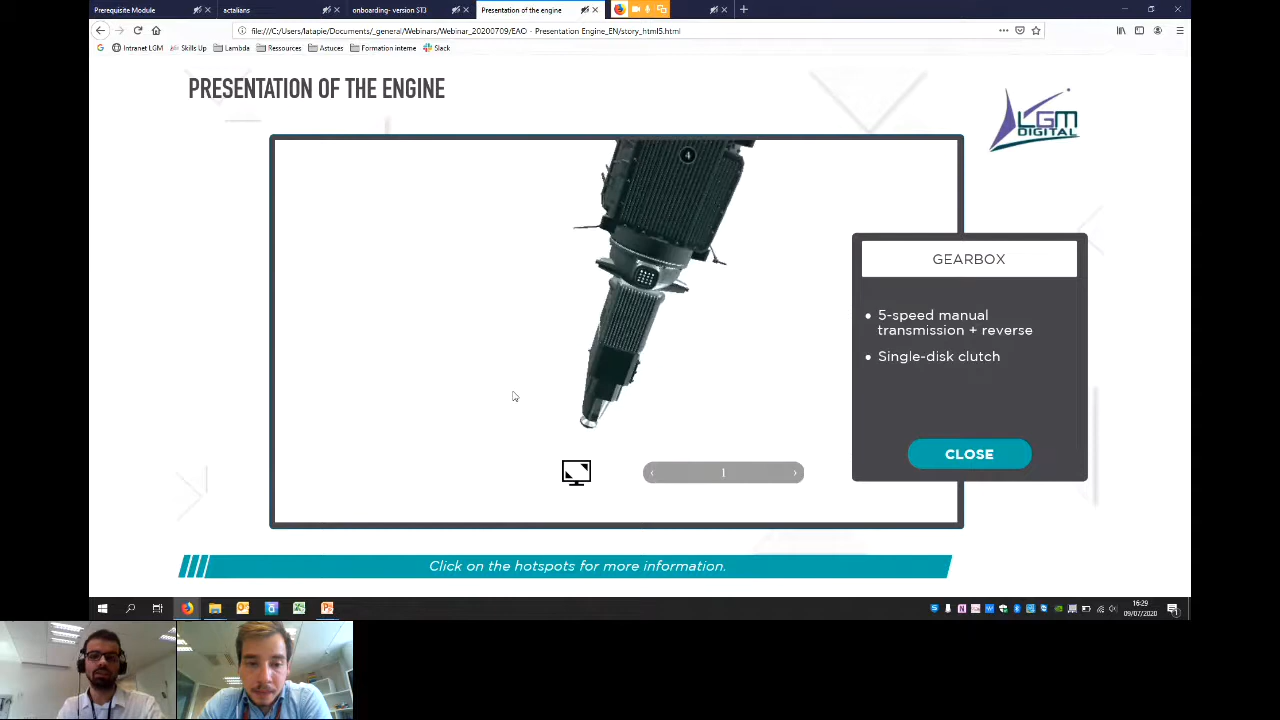 Prerequisite Module
actalians
onboarding- version ST3
Presentation of the engine
file:///C:/Users/latapie/Documents/_general/Webinars/Webinar_20200709/EAO - Presentation Engine_EN/story_html5.html
Intranet LGM
Skills Up
Lambda
Ressources
Astuces
Formation interne
Slack
PRESENTATION OF THE ENGINE
LGM
DIGITAL
4
GEARBOX
• 5-speed manual
transmission + reverse
• Single-disk clutch
CLOSE
1
Click on the hotspots for more information.
16:29
09/07/2020